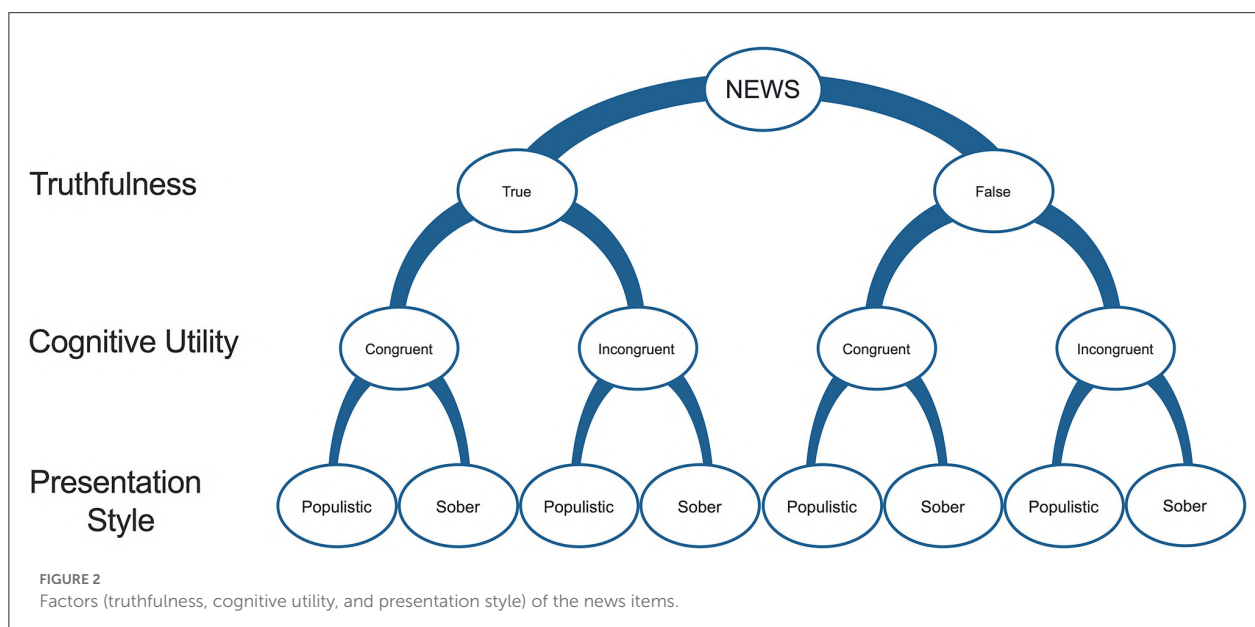 NEWS
Truthfulness
True
False
Cognitive Utility
Congruent
Incongruent
Congruent
Incongruent
Presentation
Style
Populistic
Sober
Populistic
Sober
Populistic
Sober
Populistic
Sober
FIGURE 2
Factors (truthfulness, cognitive utility, and presentation style) of the news items.